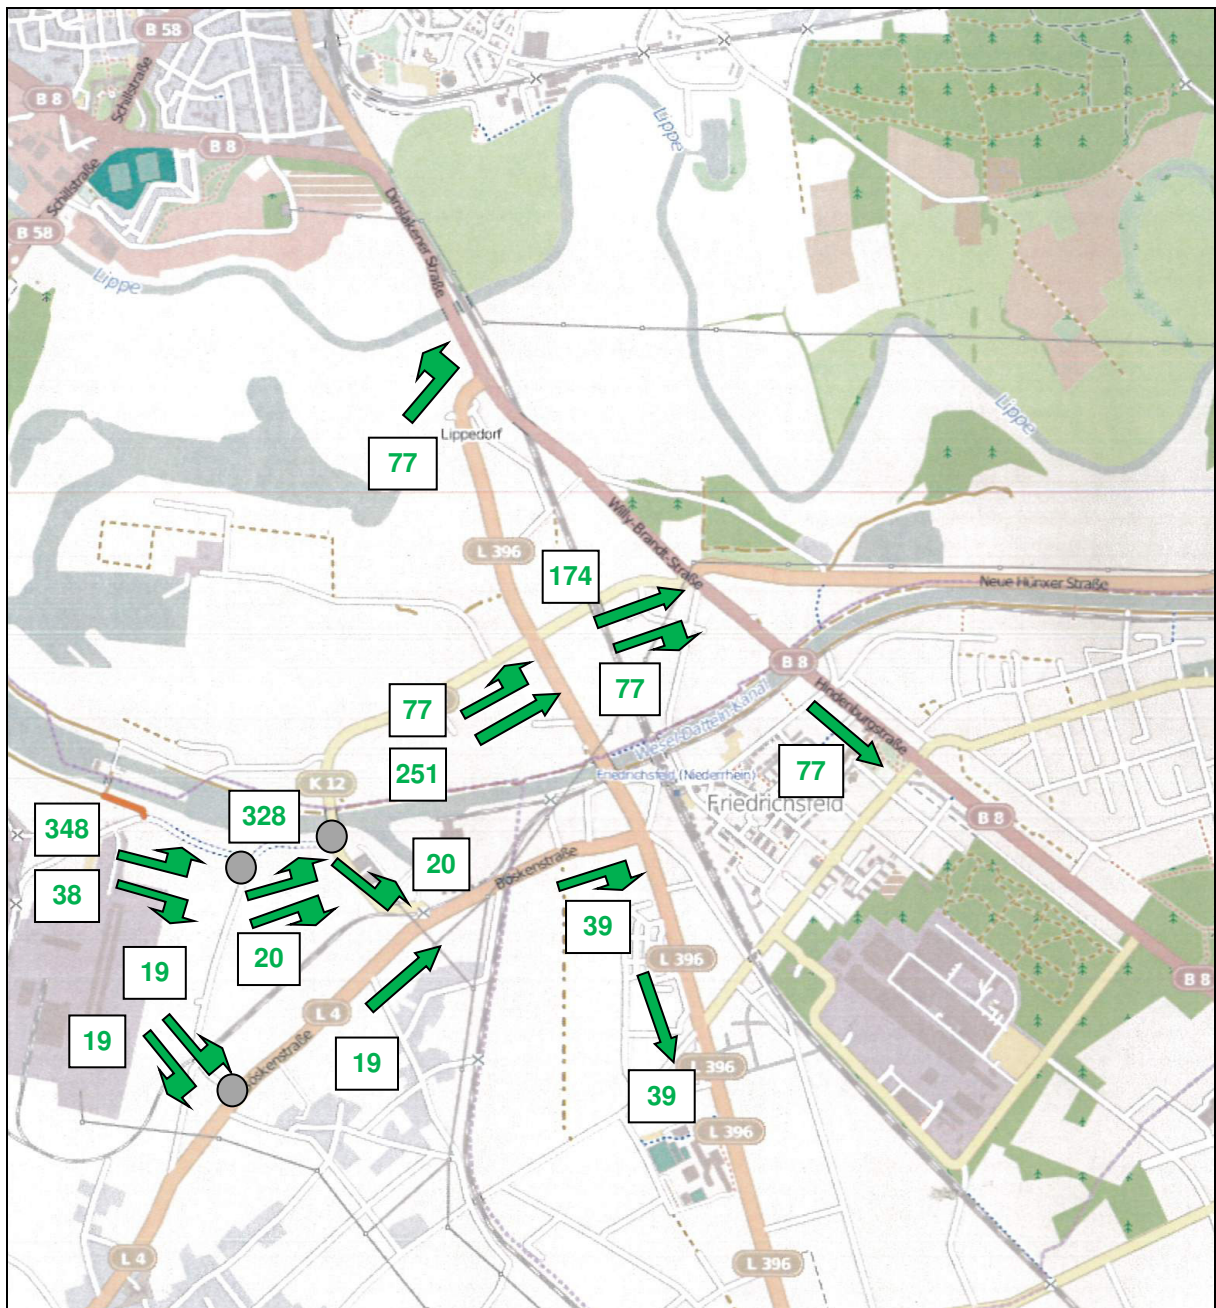 B 58
Schillstraße
B 8
B 8
Schillstraße
B 58
Lippe
Lippe
Dinslakener Straße
Lippe
Lippedorf
77
L 396
Willy-Brandt-Straße
174
Neue Hünxer Straße
77
B 8
77
Wesel-Datteln-Kanal
Hindenburgstraße
251
Friedrichsfeld (Niederrhein)
77
K 12
Friedrichsfeld
328
348
B 8
20
Böskenstraße
38
39
20
19
L 396
B 8
L 4
19
Böskenstraße
19
L 396
39
L 396
L 4
L 396